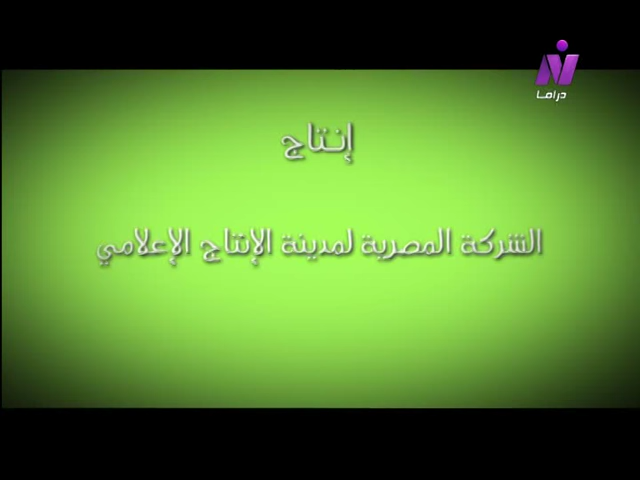 دراما
إنتاج
الشركة المصرية لمدينة الإنتاج الإعلامي